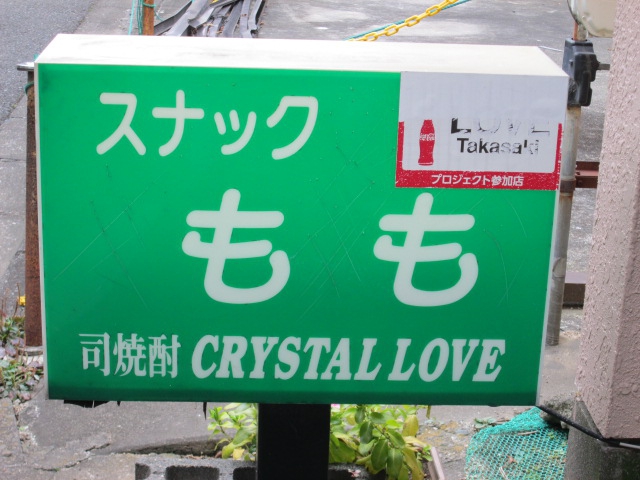 スナック
LOVE
Takasaki
プロジェクト参加店
もも
司焼酎 CRYSTAL LOVE